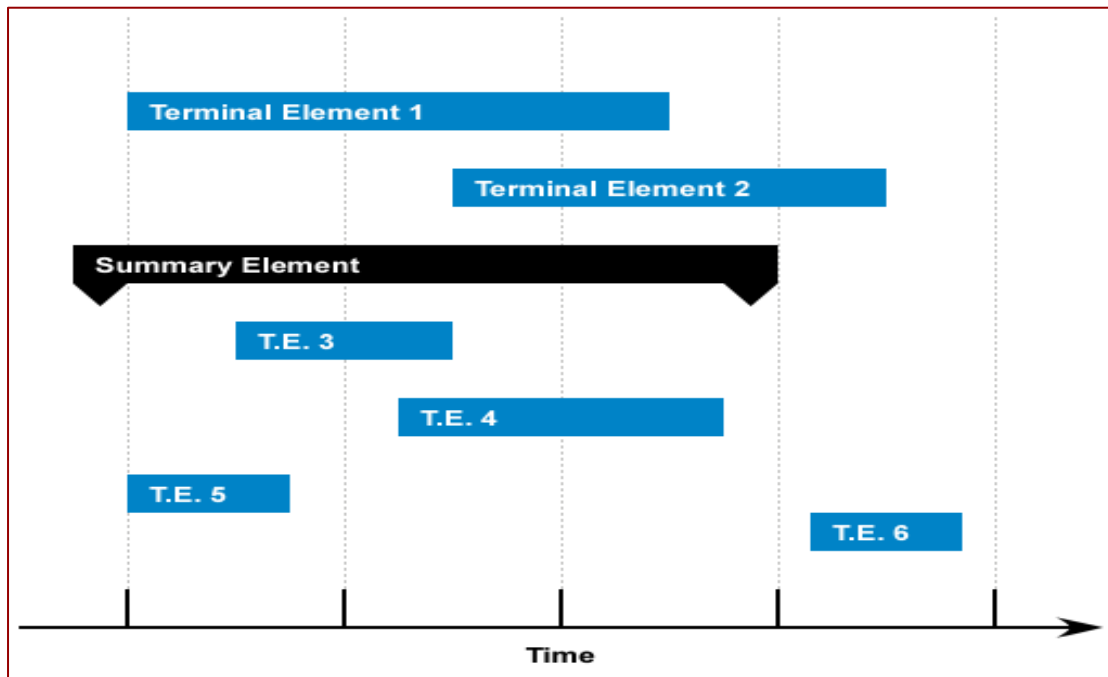 Terminal Element 1
Terminal Element 2
Summary Element
T.E. 3
T.E. 4
T.E. 5
T.E. 6
Time